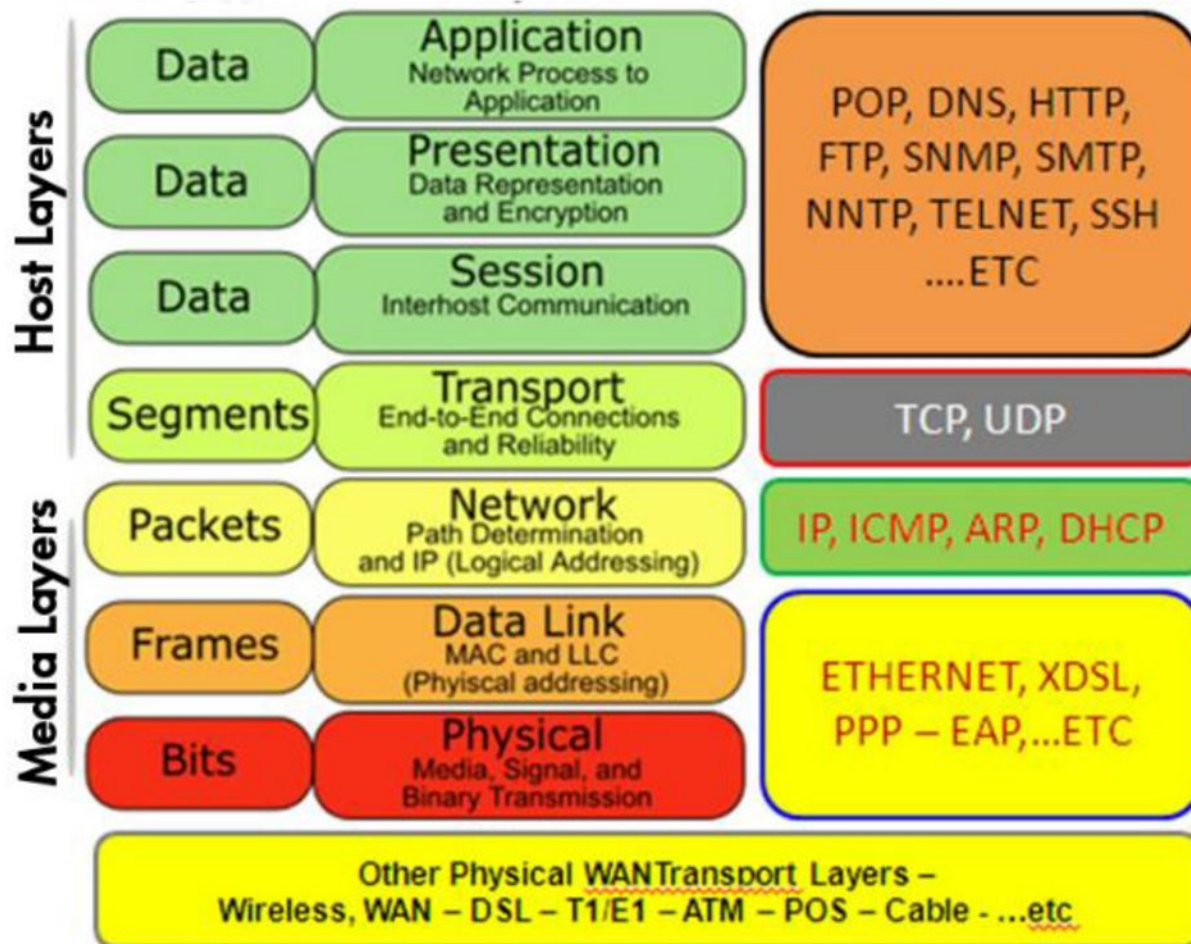 Host Layers
Data
Application
Network Process to
Application
Data
Presentation
Data Representation
and Encryption
Data
Session
Interhost Communication
POP, DNS, HTTP,
FTP, SNMP, SMTP,
NNTP, TELNET, SSH
....ETC
Segments
Transport
End-to-End Connections
and Reliability
TCP, UDP
Media Layers
Packets
Network
Path Determination
and IP (Logical Addressing)
IP, ICMP, ARP, DHCP
Frames
Data Link
MAC and LLC
(Phyiscal addressing)
Bits
Physical
Media, Signal, and
Binary Transmission
ETHERNET, XDSL,
PPP – EAP,...ETC
Other Physical WANTransport Layers –
Wireless, WAN – DSL – T1/E1 – ATM – POS – Cable - ...etc